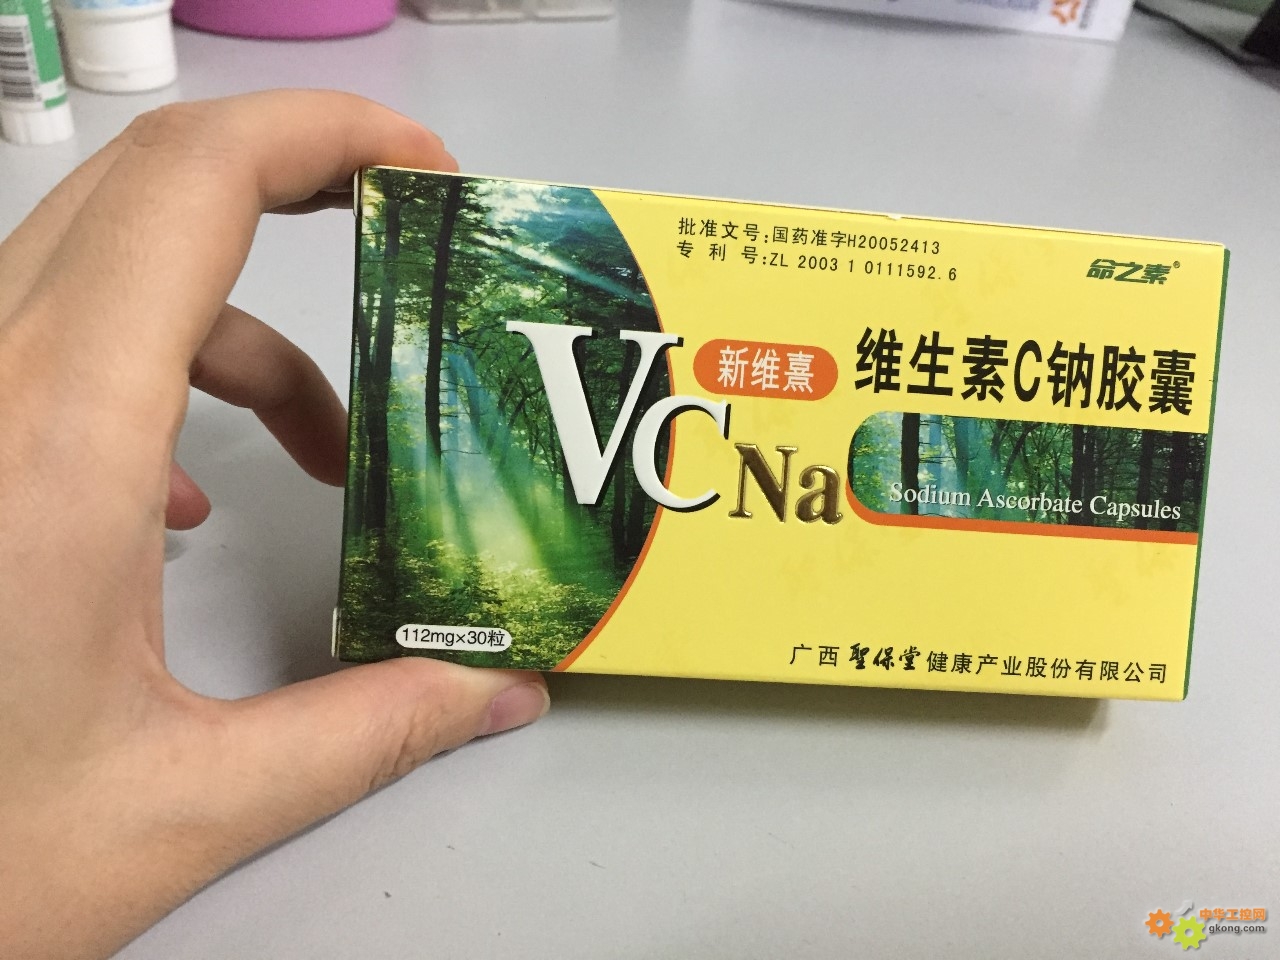 批准文号:国药准字H20052413
专 利 号:ZL 2003 1 0111592.6
命之素®
新维熹
维生素C钠胶囊
VC Na
Sodium Ascorbate Capsules
112mg×30粒
广西聖保堂健康产业股份有限公司
中华工控网
gkong.com